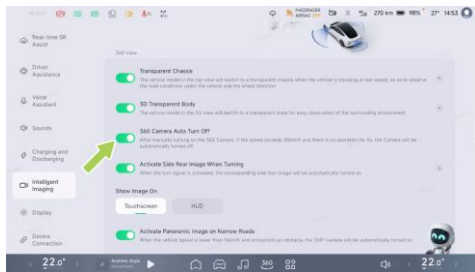 PASSENGER
AIRBAG OFF
270 km
98%
27°
14:53
Real-time SR
Assist
360 View
Driver
Assistance
Transparent Chassis
The vehicle model in the top view will switch to a transparent chassis when the vehicle is traveling at low speed, so as to observe
the road conditions under the vehicle and the wheel direction
3D Transparent Body
The vehicle model in the 3D view will switch to a transparent state for easy observation of the surrounding environment
Voice
Assistant
Sounds
360 Camera Auto Turn Off
After manually turning on the 360 Camera, if the speed exceeds 20km/h and there is no operation for 5s, the Camera will be
automatically turned off
Charging and
Discharging
Activate Side Rear Image When Turning
When the turn signal is activated, the corresponding side rear image will be automatically turned on
Intelligent
Imaging
Show Image On
Touchscreen
HUD
Display
Device
Connection
Activate Panoramic Image on Narrow Roads
When the vehicle speed is lower than 15km/h and encounters an obstacle, the 360° camera will be automatically turned on
22.0°
360
22.0°